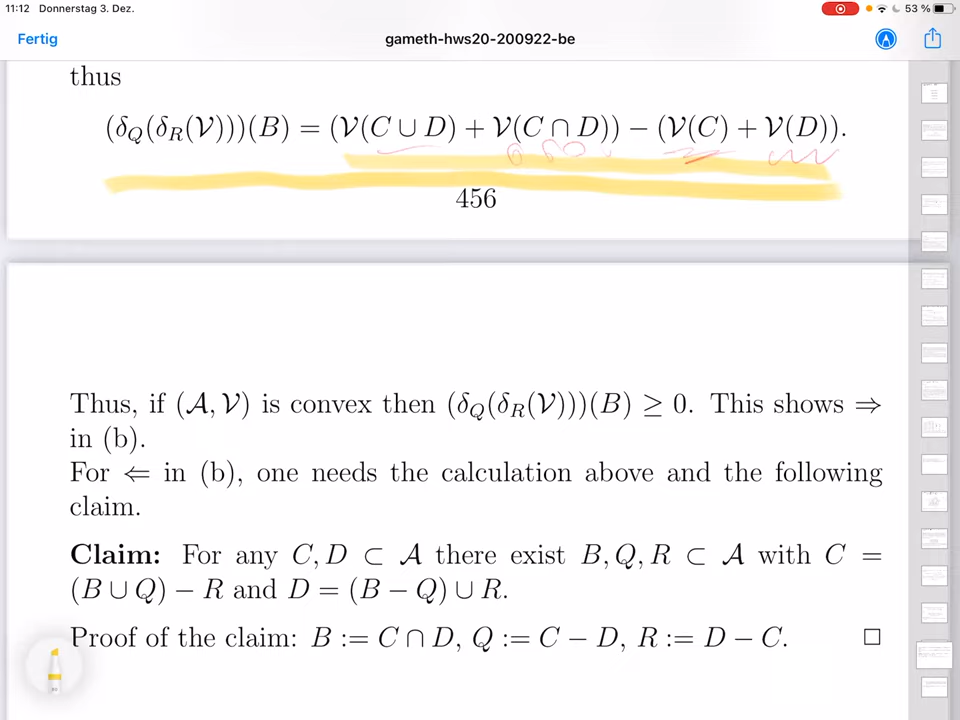 11:12 Donnerstag 3. Dez. 53 %
Fertig gameth-hws20-200922-be
thus
(δ_Q(δ_R(𝒱)))(B) = (𝒱(C ∪ D) + 𝒱(C ∩ D)) − (𝒱(C) + 𝒱(D)).
456
Thus, if (𝒜, 𝒱) is convex then (δ_Q(δ_R(𝒱)))(B) ≥ 0. This shows ⇒
in (b).
For ⇐ in (b), one needs the calculation above and the following
claim.
Claim: For any C, D ⊂ 𝒜 there exist B, Q, R ⊂ 𝒜 with C =
(B ∪ Q) − R and D = (B − Q) ∪ R.
Proof of the claim: B := C ∩ D, Q := C − D, R := D − C. □